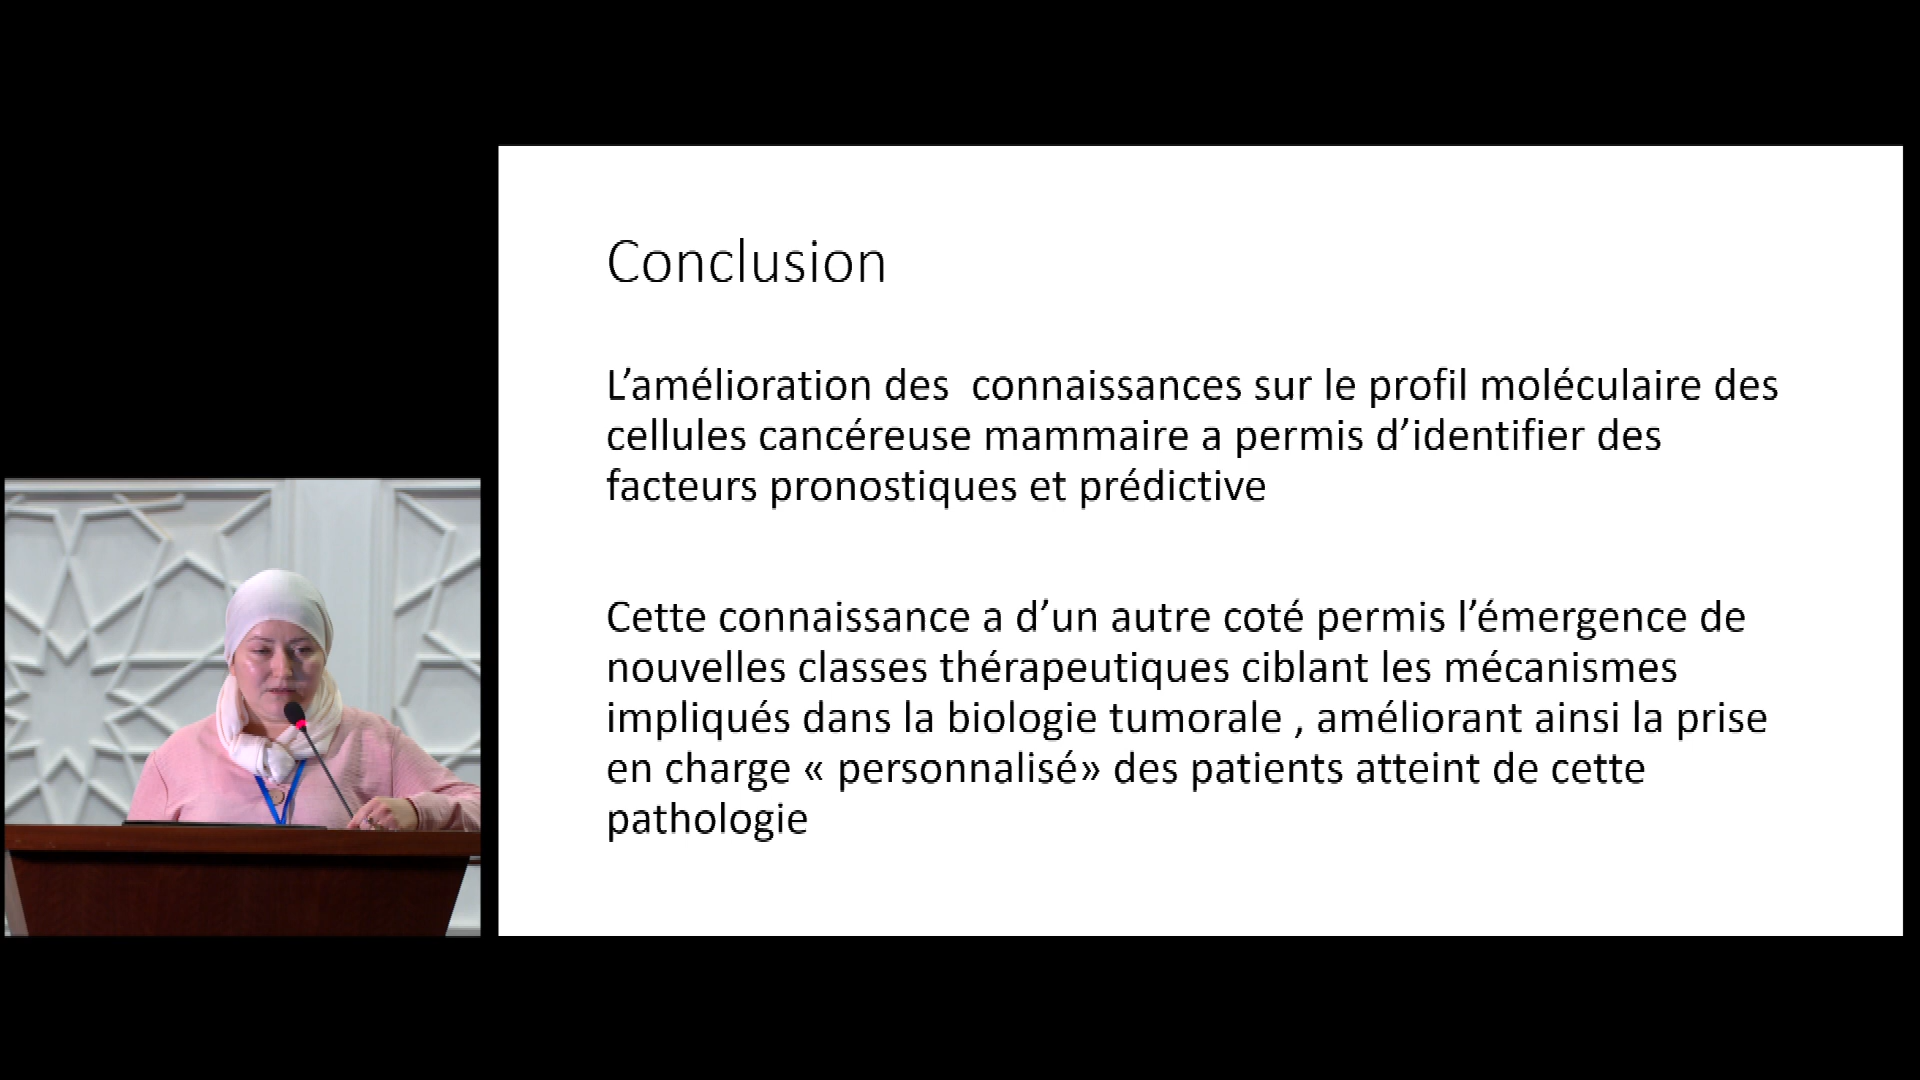 Conclusion
L’amélioration des  connaissances sur le profil moléculaire des
cellules cancéreuse mammaire a permis d’identifier des
facteurs pronostiques et prédictive
Cette connaissance a d’un autre coté permis l’émergence de
nouvelles classes thérapeutiques ciblant les mécanismes
impliqués dans la biologie tumorale , améliorant ainsi la prise
en charge « personnalisé» des patients atteint de cette
pathologie